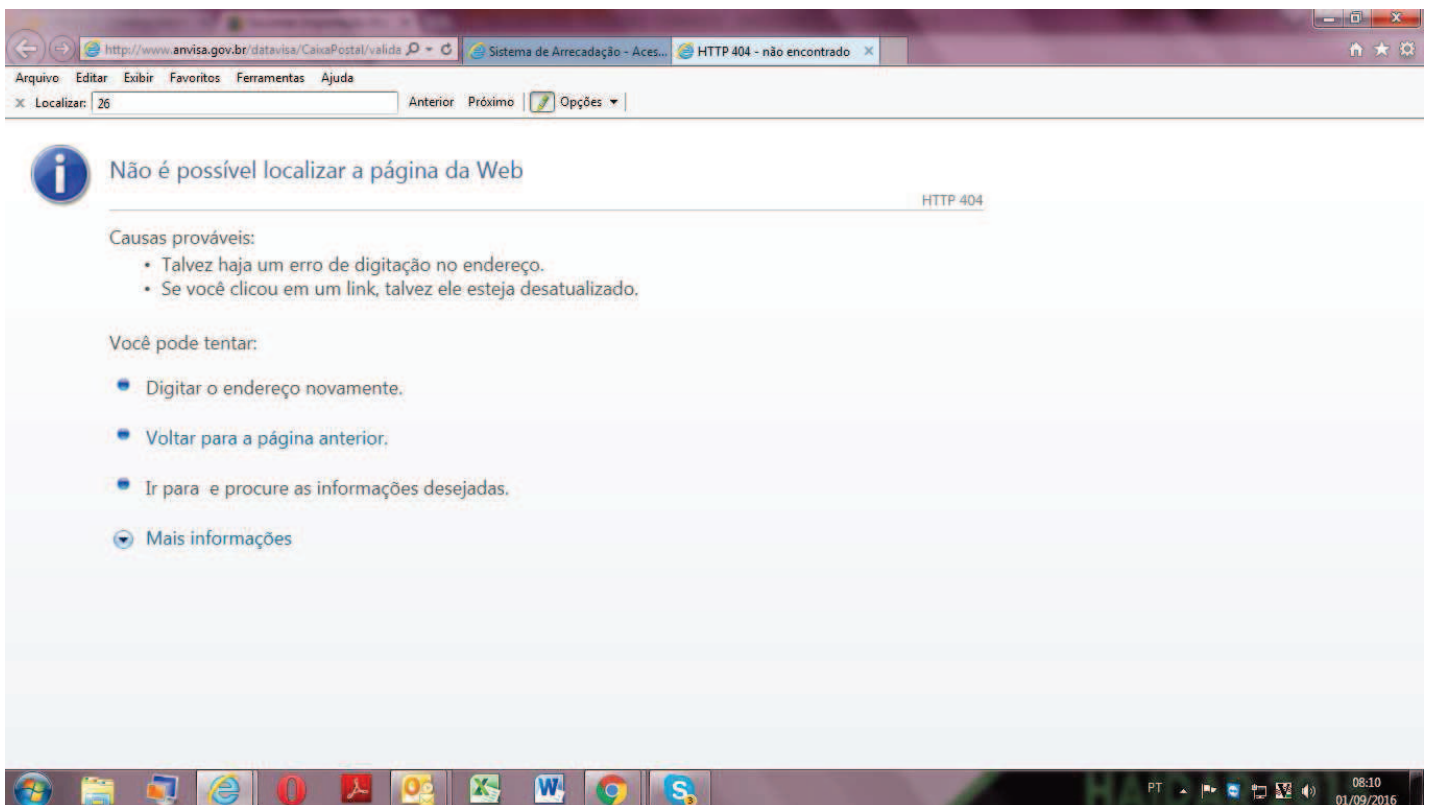 http://www.anvisa.gov.br/datavisa/CaixaPostal/valida
Sistema de Arrecadação - Aces...
HTTP 404 - não encontrado
Arquivo Editar Exibir Favoritos Ferramentas Ajuda
Localizar: 26 Anterior Próximo Opções
Não é possível localizar a página da Web
HTTP 404
Causas prováveis:
• Talvez haja um erro de digitação no endereço.
• Se você clicou em um link, talvez ele esteja desatualizado.
Você pode tentar:
Digitar o endereço novamente.
Voltar para a página anterior.
Ir para e procure as informações desejadas.
Mais informações
PT
08:10
01/09/2016